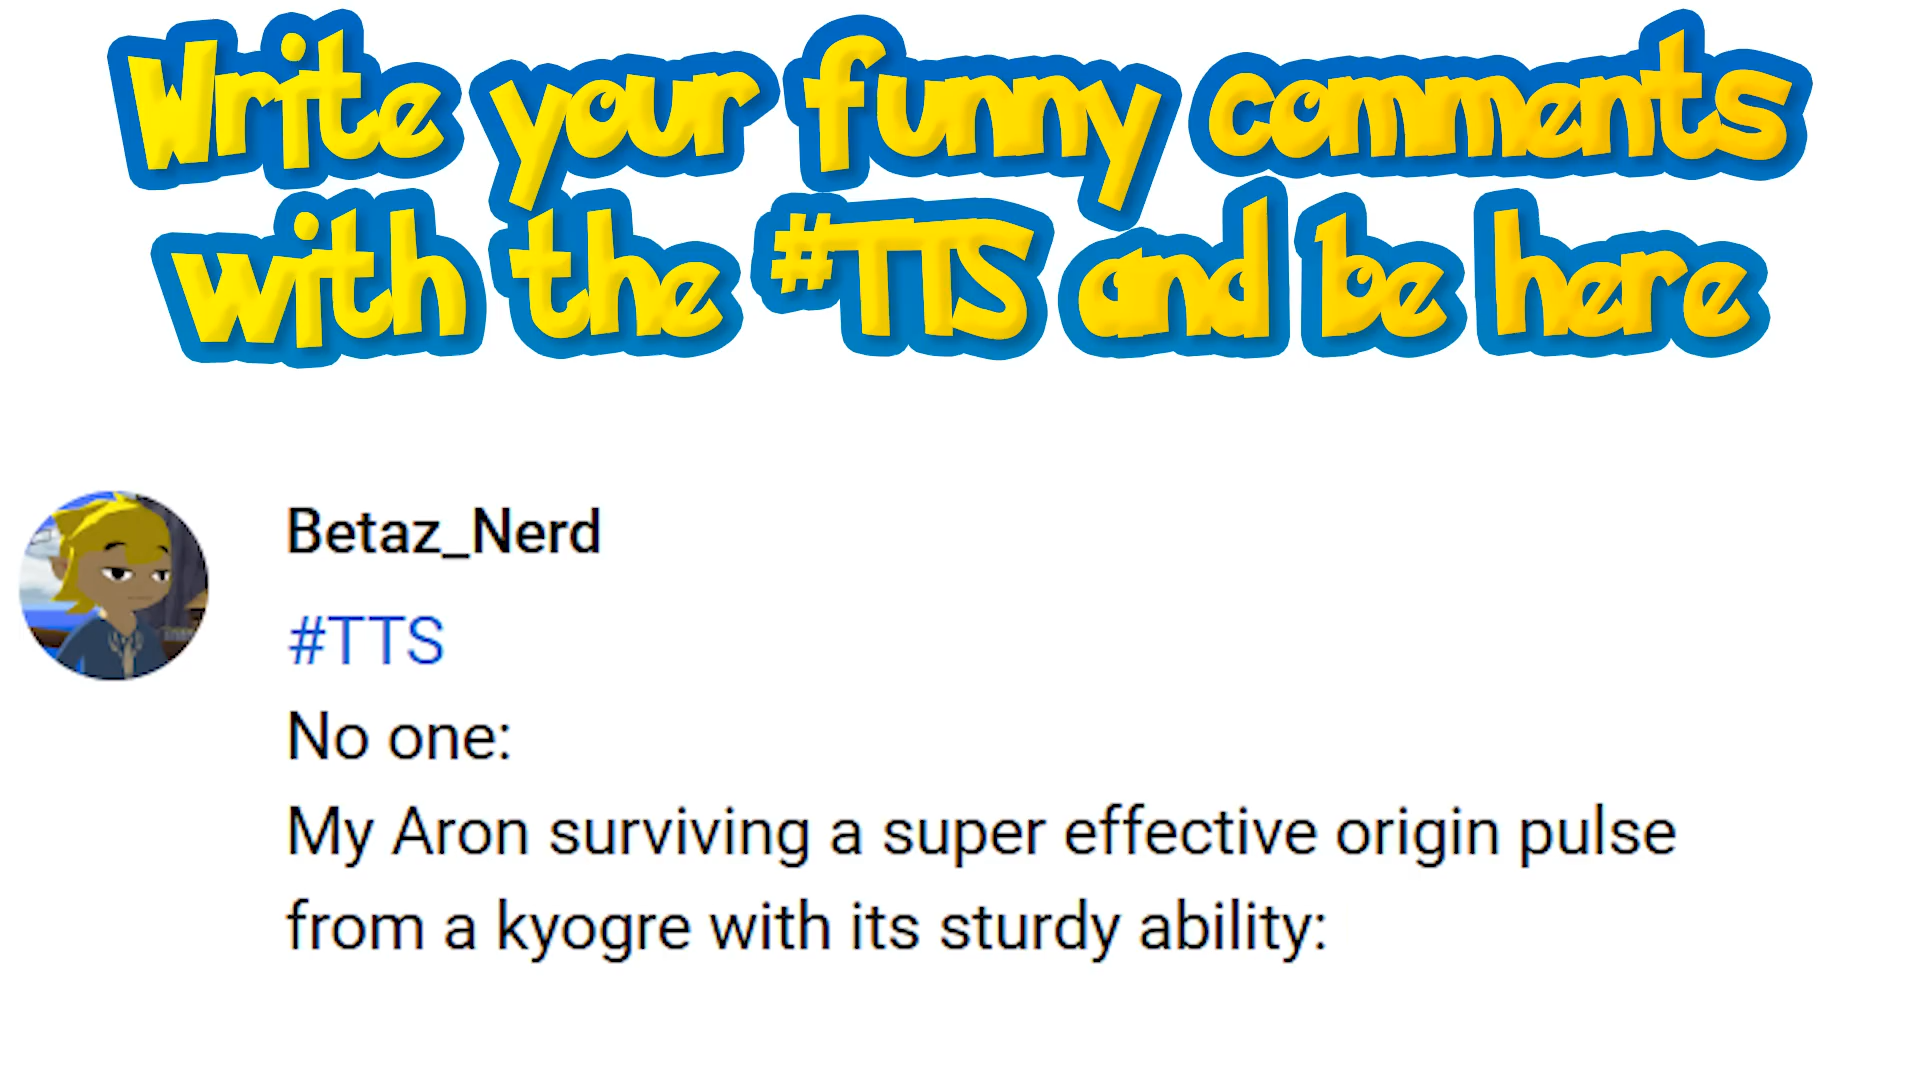 Write your funny comments
with the #TTS and be here
Betaz_Nerd
#TTS
No one:
My Aron surviving a super effective origin pulse
from a kyogre with its sturdy ability: